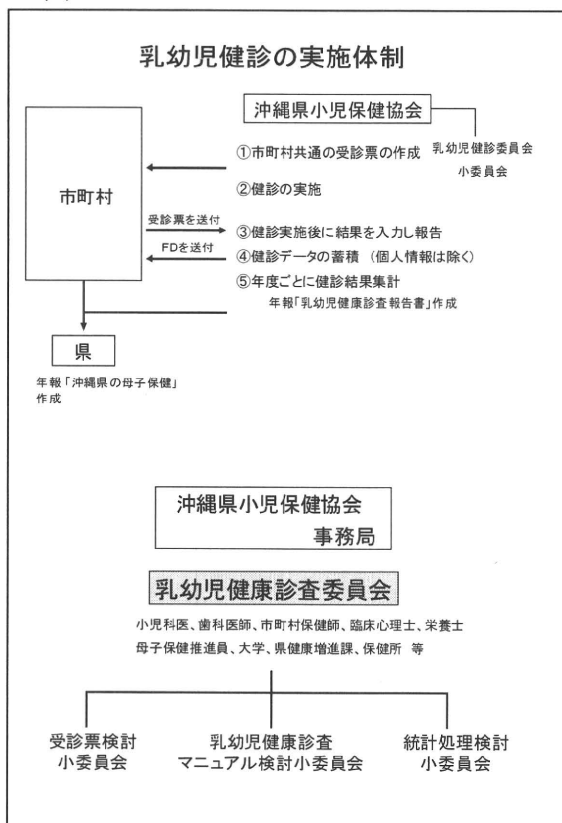 乳幼児健診の実施体制
沖縄県小児保健協会
乳幼児健診委員会
小委員会
市町村
①市町村共通の受診票の作成
②健診の実施
受診票を送付
③健診実施後に結果を入力し報告
FDを送付
④健診データの蓄積 (個人情報は除く)
⑤年度ごとに健診結果集計
年報「乳幼児健康診査報告書」作成
県
年報「沖縄県の母子保健」
作成
沖縄県小児保健協会
事務局
乳幼児健康診査委員会
小児科医、歯科医師、市町村保健師、臨床心理士、栄養士
母子保健推進員、大学、県健康増進課、保健所 等
受診票検討
小委員会
乳幼児健康診査
マニュアル検討小委員会
統計処理検討
小委員会